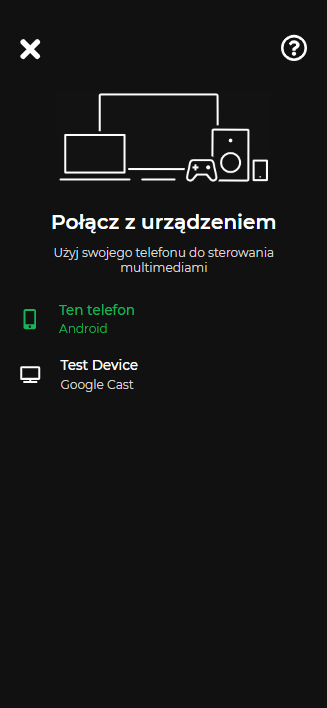 Połącz z urządzeniem
Użyj swojego telefonu do sterowania
multimediami
Ten telefon
Android
Test Device
Google Cast